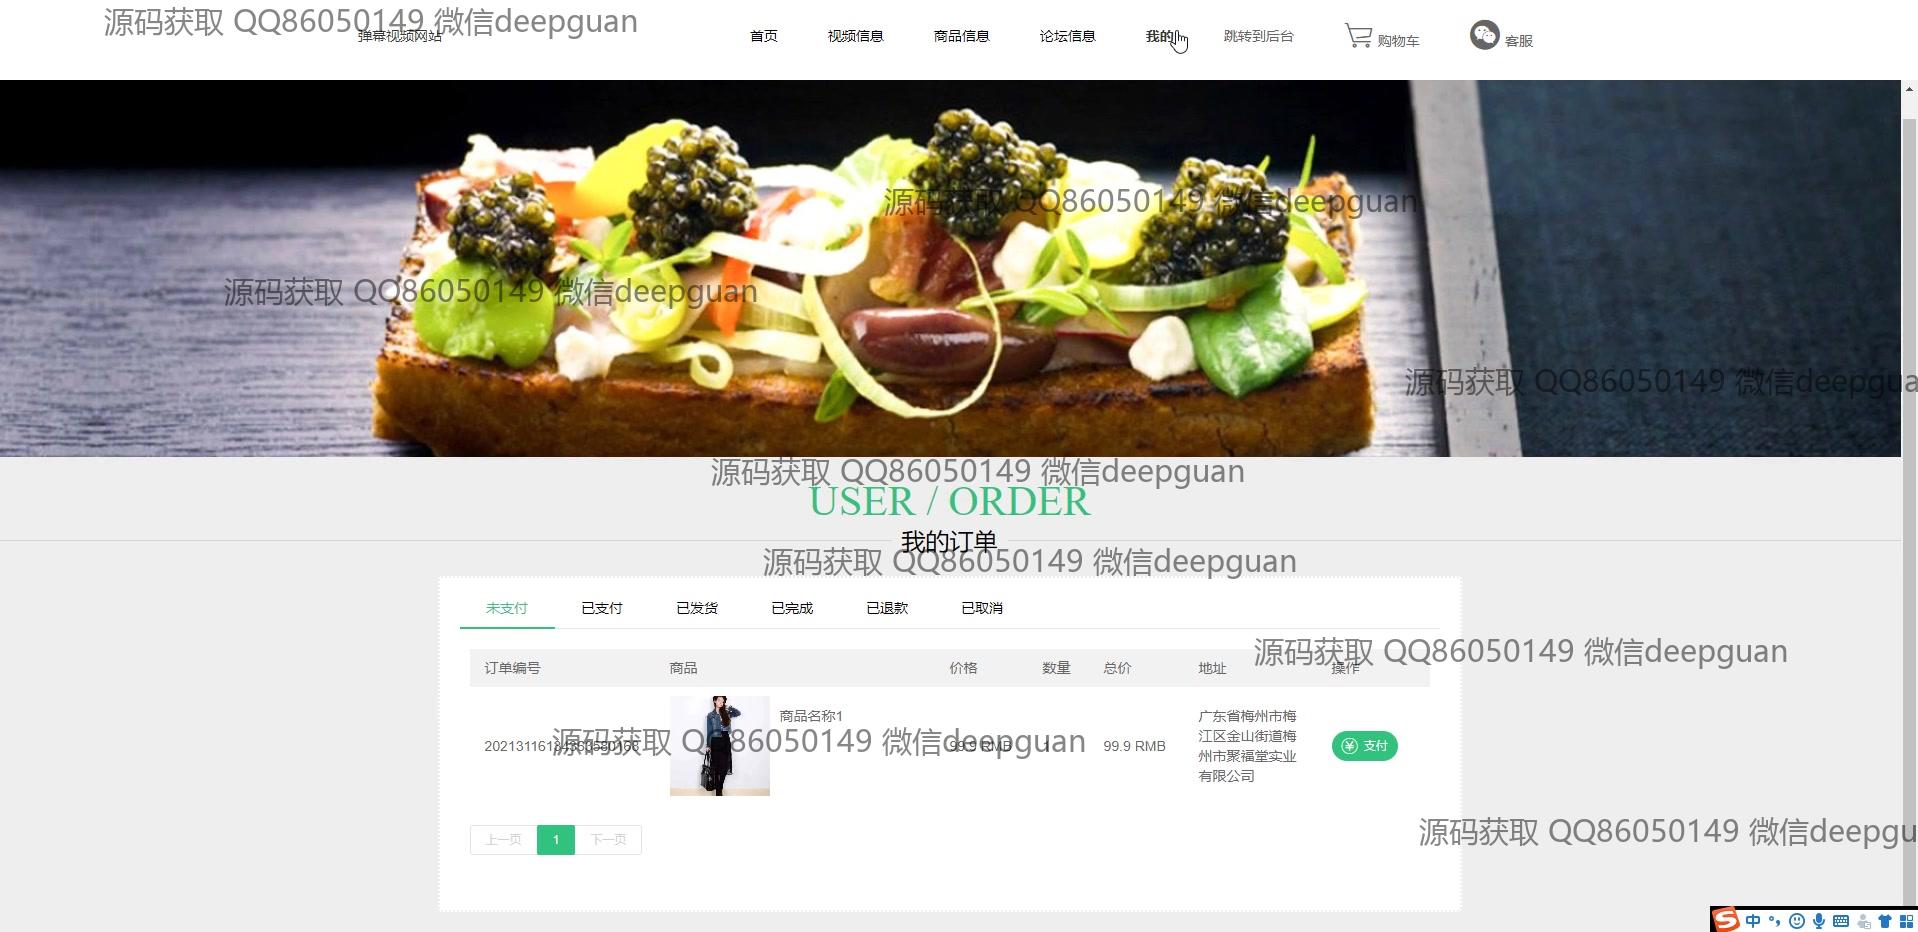 源码获取 QQ86050149 微信deepguan
弹幕视频网站
首页
视频信息
商品信息
论坛信息
我的
跳转到后台
购物车
客服
源码获取 QQ86050149 微信deepguan
源码获取 QQ86050149 微信deepguan
源码获取 QQ86050149 微信deepgua
源码获取 QQ86050149 微信deepguan
USER / ORDER
我的订单
源码获取 QQ86050149 微信deepguan
未支付
已支付
已发货
已完成
已退款
已取消
源码获取 QQ86050149 微信deepguan
订单编号
商品
价格
数量
总价
地址
操作
商品名称1
源码获取 QQ86050149 微信deepguan
99.9 RMB
1
99.9 RMB
广东省梅州市梅
江区金山街道梅
州市聚福堂实业
有限公司
支付
上一页
1
下一页
源码获取 QQ86050149 微信deepgu
中